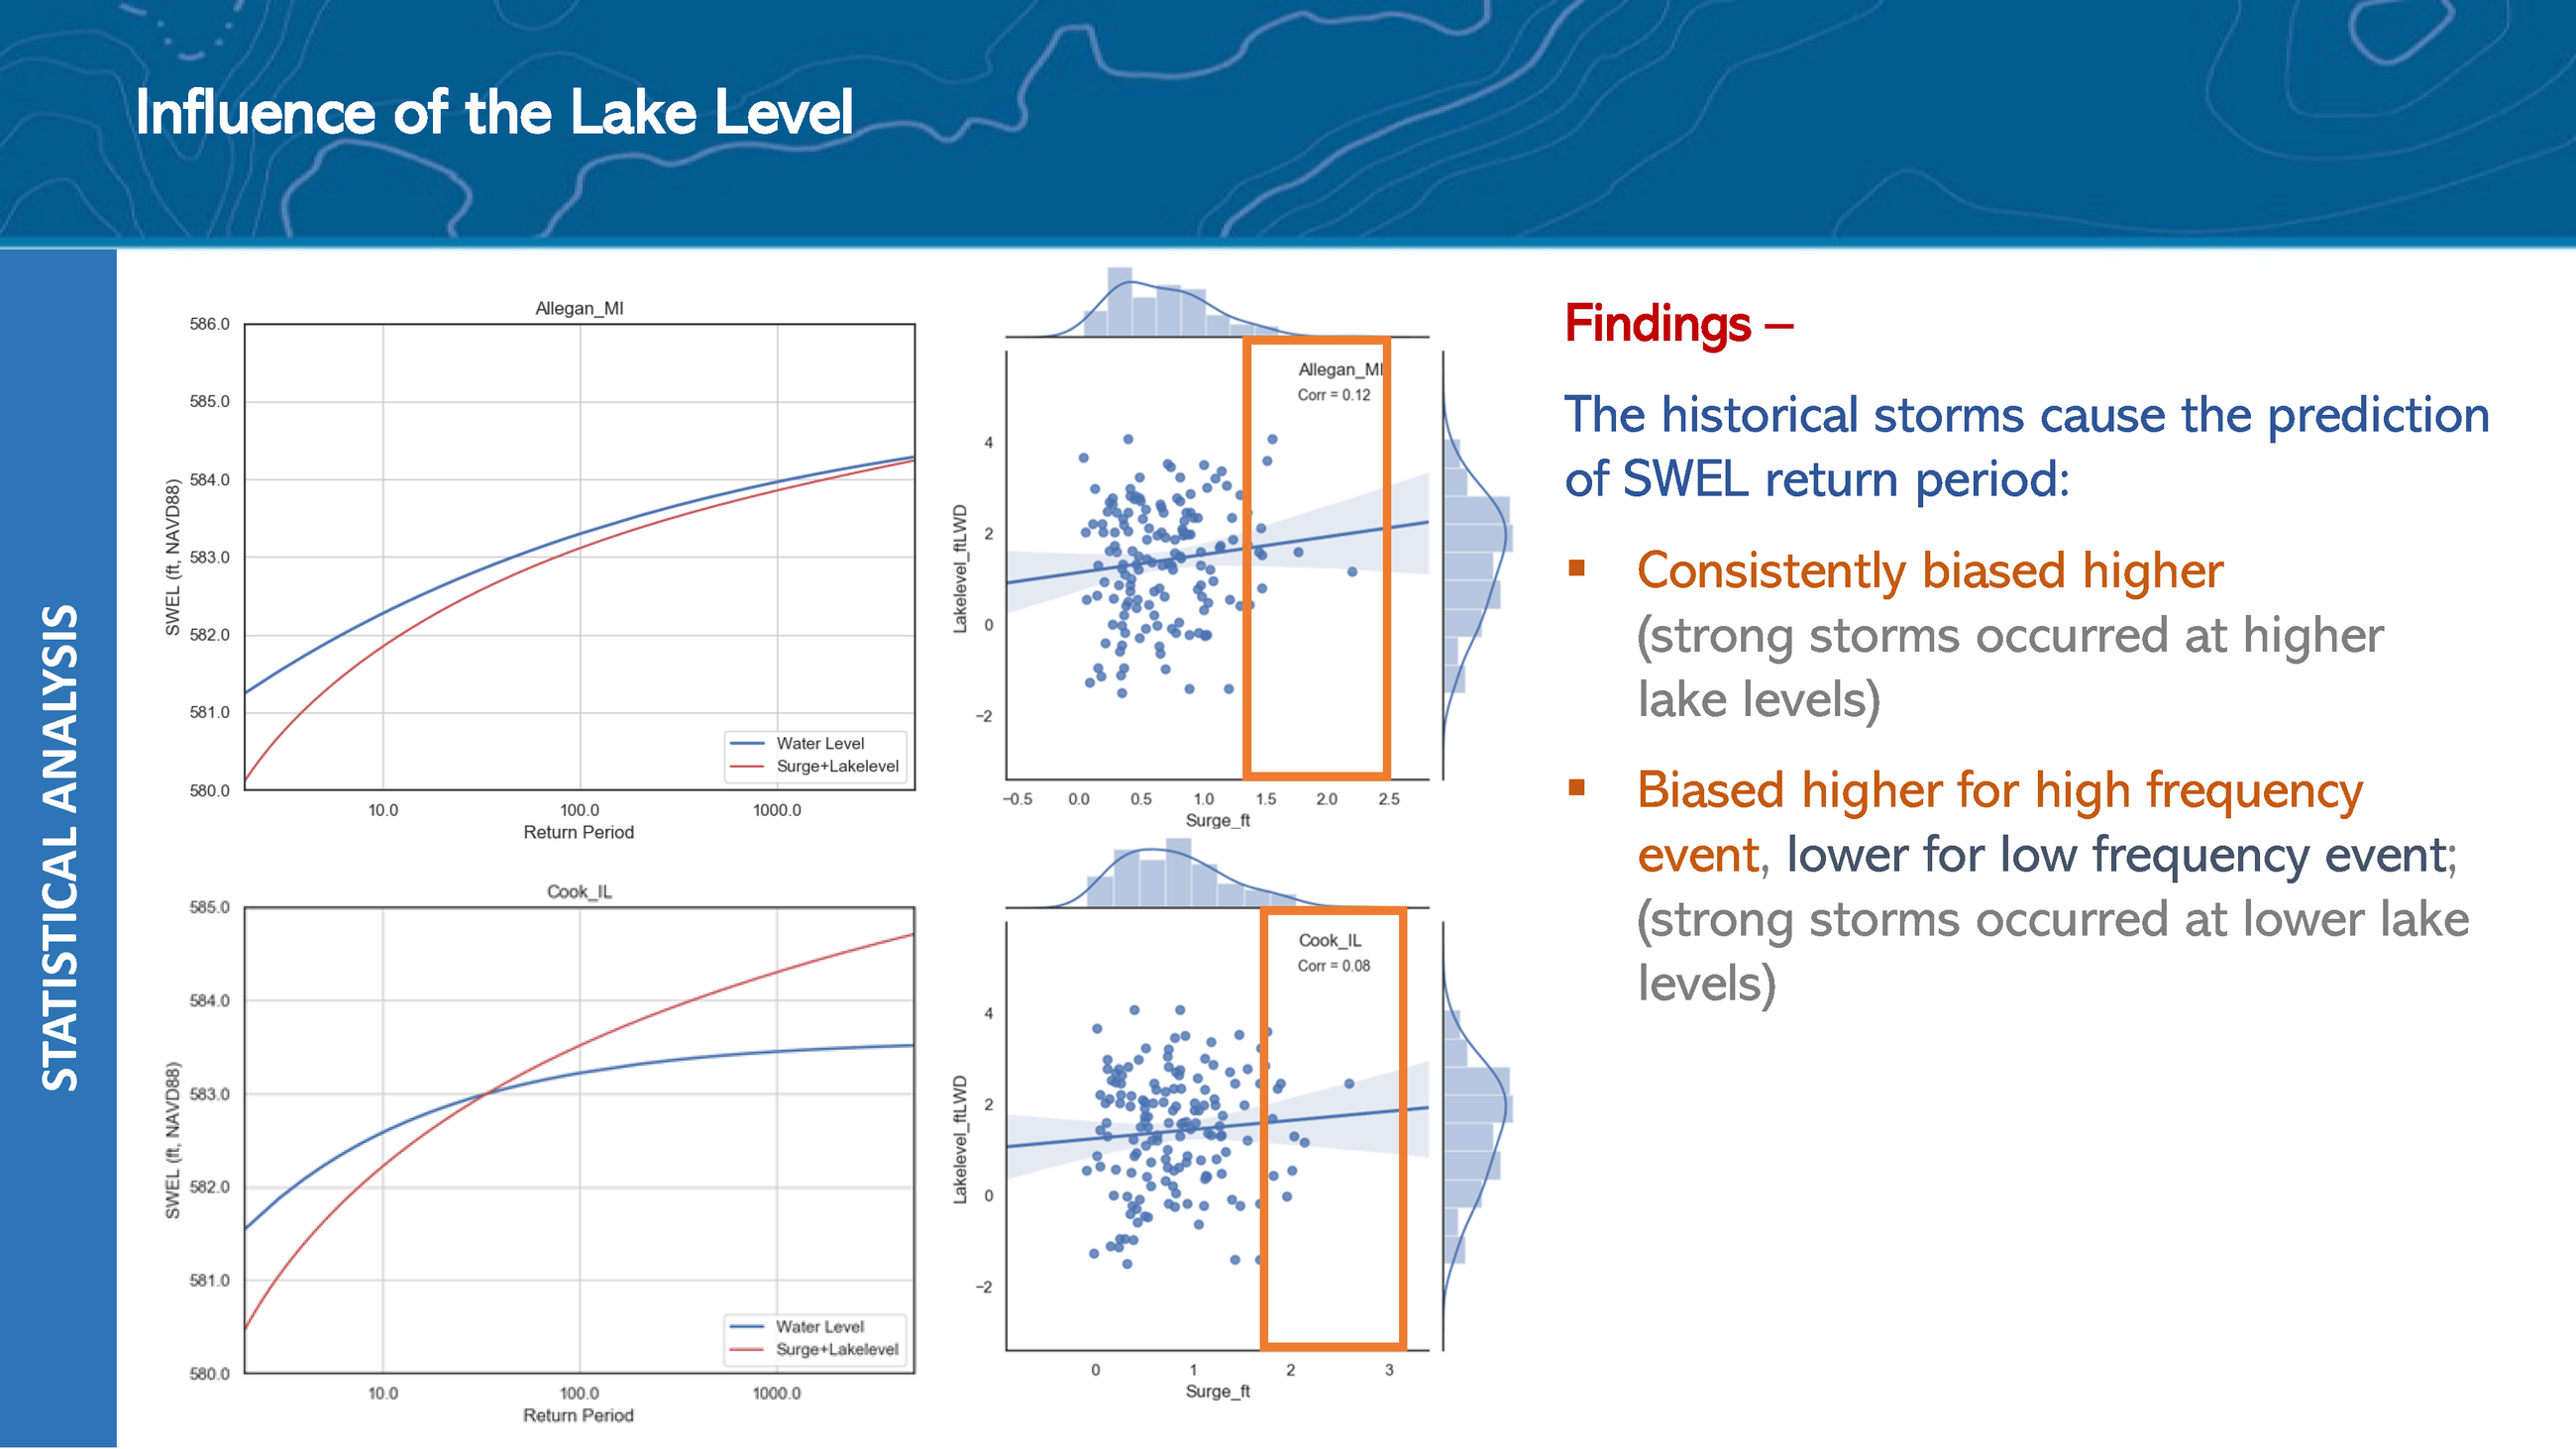 Influence of the Lake Level
STATISTICAL ANALYSIS
Allegan_MI
586.0
585.0
584.0
583.0
582.0
581.0
580.0
SWEL (ft, NAVD88)
10.0 100.0 1000.0
Return Period
Water Level
Surge+Lakelevel
Allegan_MI
Corr = 0.12
4
2
0
−2
Lakelevel_ftLWD
−0.5 0.0 0.5 1.0 1.5 2.0 2.5
Surge_ft
Cook_IL
585.0
584.0
583.0
582.0
581.0
580.0
SWEL (ft, NAVD88)
10.0 100.0 1000.0
Return Period
Water Level
Surge+Lakelevel
Cook_IL
Corr = 0.08
4
2
0
−2
Lakelevel_ftLWD
0 1 2 3
Surge_ft
Findings –
The historical storms cause the prediction
of SWEL return period:
▪ Consistently biased higher
(strong storms occurred at higher
lake levels)
▪ Biased higher for high frequency
event, lower for low frequency event;
(strong storms occurred at lower lake
levels)